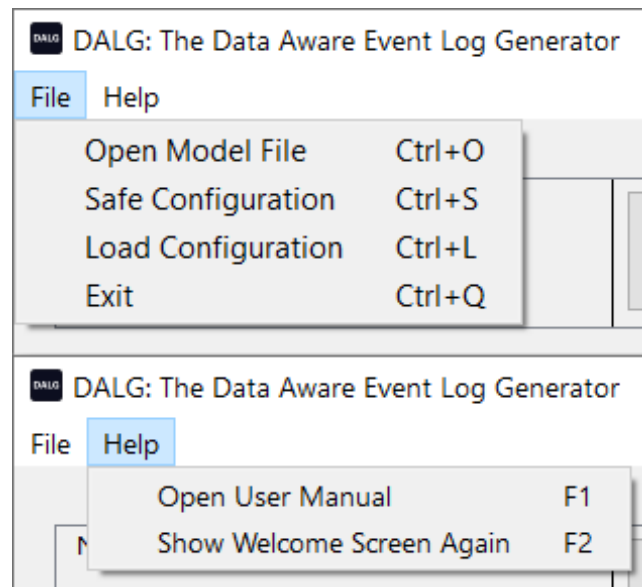 DALG DALG: The Data Aware Event Log Generator
File Help
Open Model File Ctrl+O
Safe Configuration Ctrl+S
Load Configuration Ctrl+L
Exit Ctrl+Q
DALG DALG: The Data Aware Event Log Generator
File Help
Open User Manual F1
Show Welcome Screen Again F2